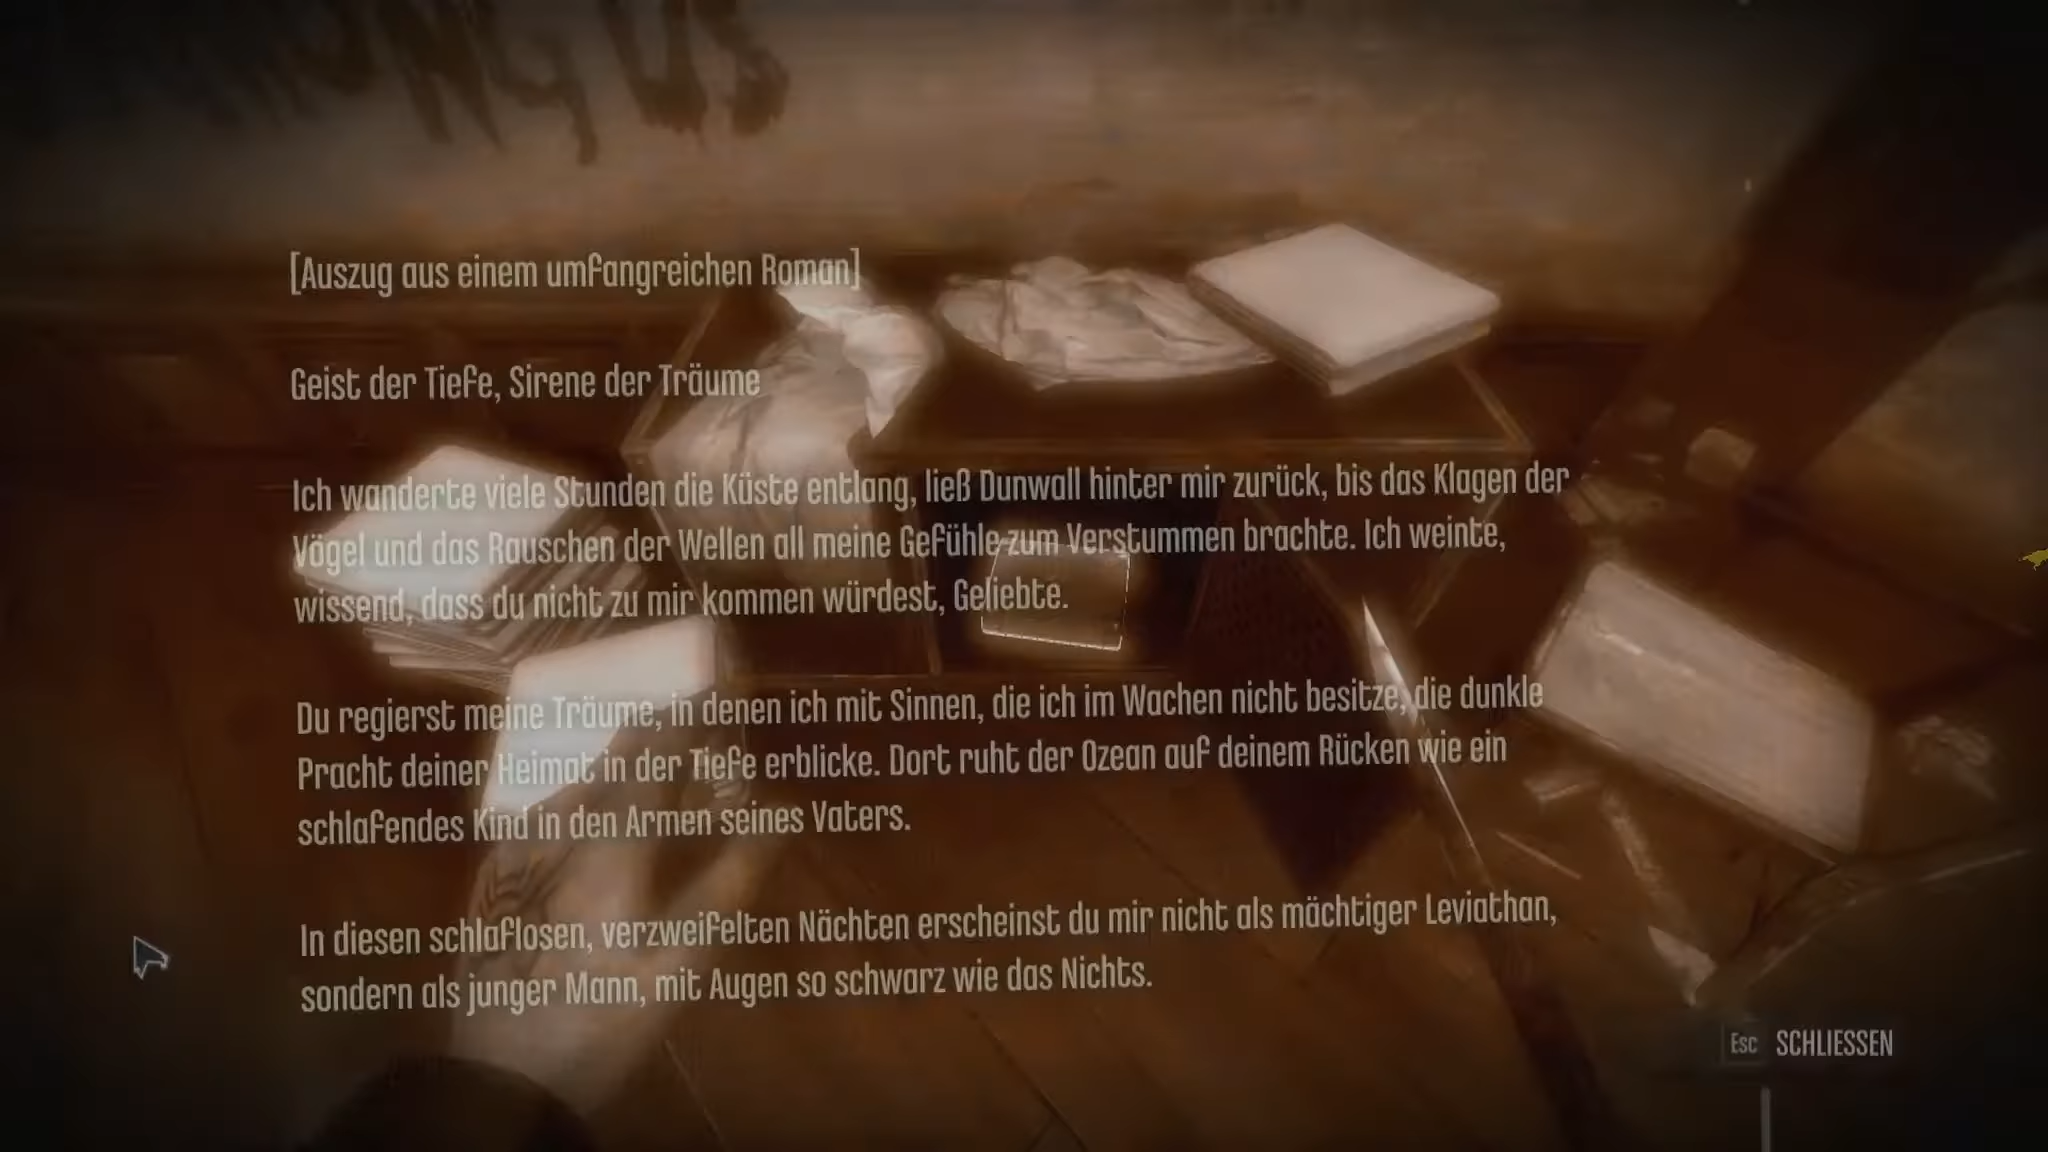 [Auszug aus einem umfangreichen Roman]
Geist der Tiefe, Sirene der Träume
Ich wanderte viele Stunden die Küste entlang, ließ Dunwall hinter mir zurück, bis das Klagen der
Vögel und das Rauschen der Wellen all meine Gefühle zum Verstummen brachte. Ich weinte,
wissend, dass du nicht zu mir kommen würdest, Geliebte.
Du regierst meine Träume, in denen ich mit Sinnen, die ich im Wachen nicht besitze, die dunkle
Pracht deiner Heimat in der Tiefe erblicke. Dort ruht der Ozean auf deinem Rücken wie ein
schlafendes Kind in den Armen seines Vaters.
In diesen schlaflosen, verzweifelten Nächten erscheinst du mir nicht als mächtiger Leviathan,
sondern als junger Mann, mit Augen so schwarz wie das Nichts.
Esc SCHLIESSEN